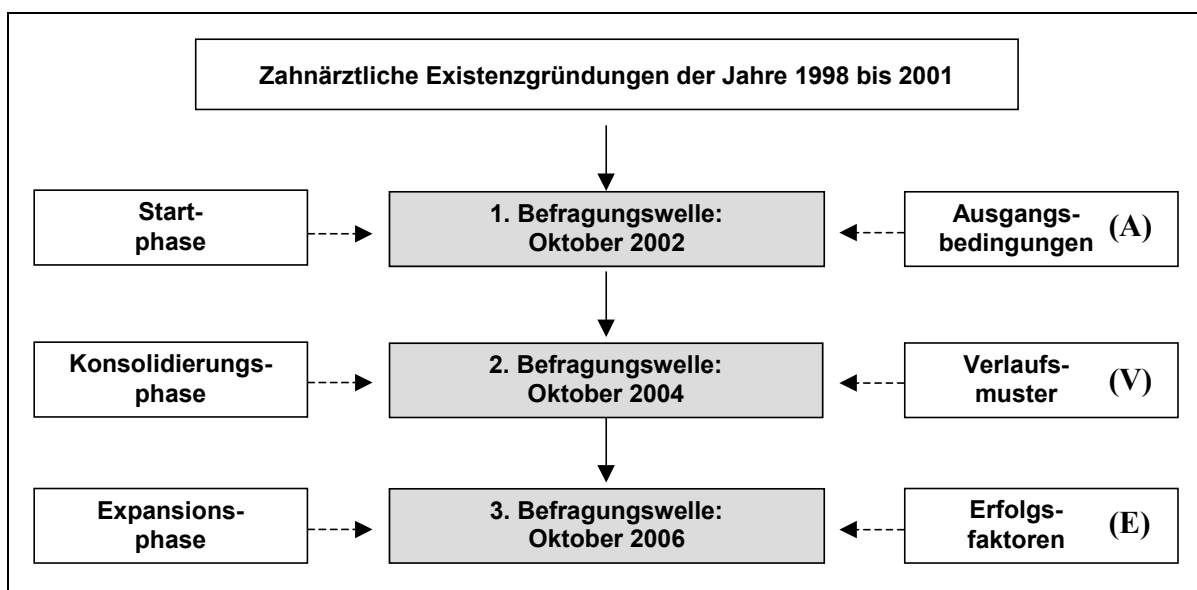 Zahnärztliche Existenzgründungen der Jahre 1998 bis 2001
Start-
phase
1. Befragungswelle:
Oktober 2002
Ausgangs-
bedingungen
(A)
Konsolidierungs-
phase
2. Befragungswelle:
Oktober 2004
Verlaufs-
muster
(V)
Expansions-
phase
3. Befragungswelle:
Oktober 2006
Erfolgs-
faktoren
(E)